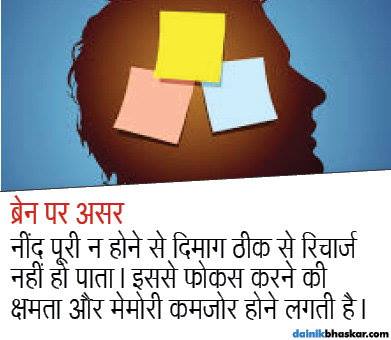 ब्रेन पर असर
नींद पूरी न होने से दिमाग ठीक से रिचार्ज
नहीं हो पाता। इससे फोकस करने की
क्षमता और मेमोरी कमजोर होने लगती है।
dainikbhaskar.com